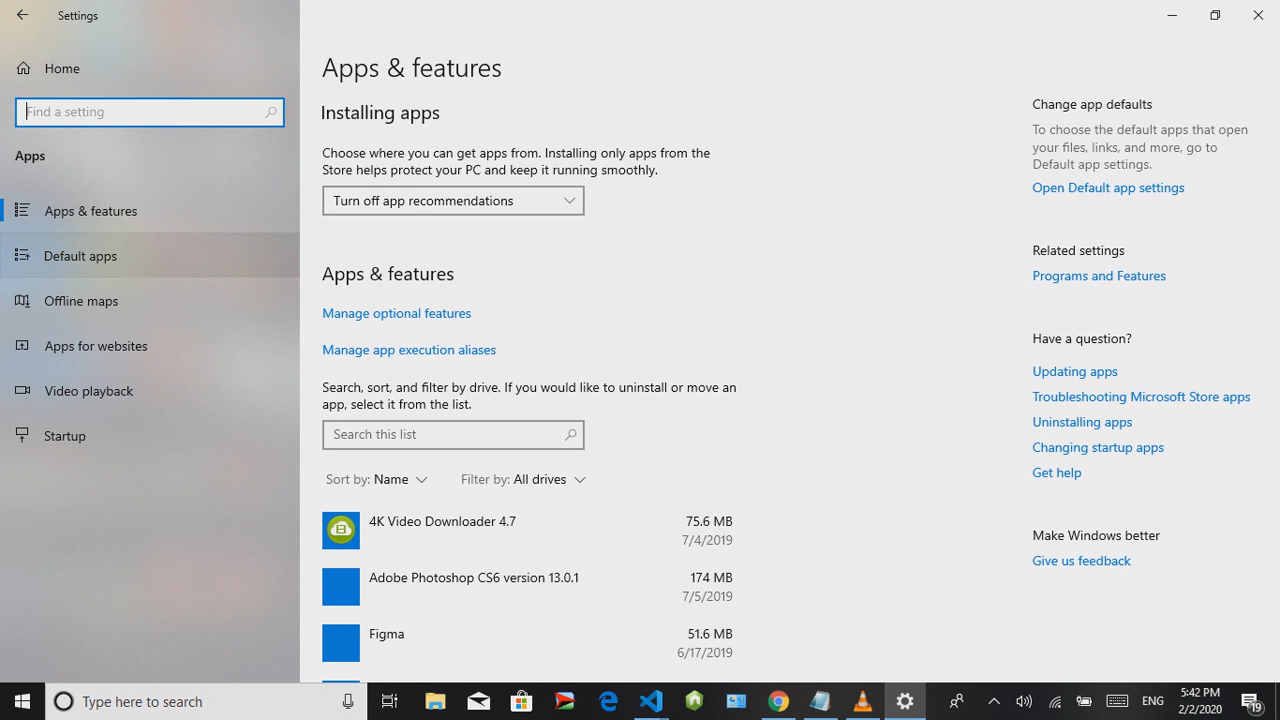 Settings
Home
Find a setting
Apps
Apps & features
Default apps
Offline maps
Apps for websites
Video playback
Startup
Apps & features
Installing apps
Choose where you can get apps from. Installing only apps from the
Store helps protect your PC and keep it running smoothly.
Turn off app recommendations
Apps & features
Manage optional features
Manage app execution aliases
Search, sort, and filter by drive. If you would like to uninstall or move an
app, select it from the list.
Search this list
Sort by: Name Filter by: All drives
4K Video Downloader 4.7 75.6 MB
7/4/2019
Adobe Photoshop CS6 version 13.0.1 174 MB
7/5/2019
Figma 51.6 MB
6/17/2019
Change app defaults
To choose the default apps that open
your files, links, and more, go to
Default app settings.
Open Default app settings
Related settings
Programs and Features
Have a question?
Updating apps
Troubleshooting Microsoft Store apps
Uninstalling apps
Changing startup apps
Get help
Make Windows better
Give us feedback
Type here to search
ENG
5:42 PM
2/2/2020
19